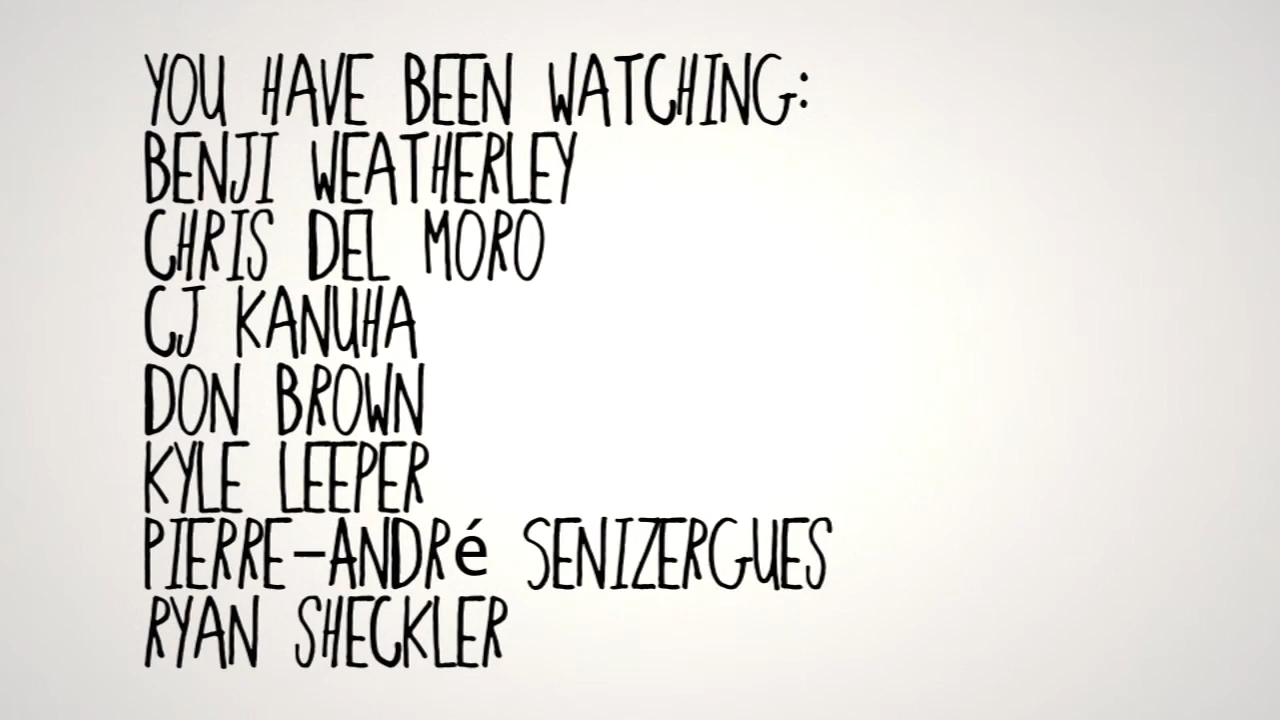 YOU HAVE BEEN WATCHING:
BENJI WEATHERLEY
CHRIS DEL MORO
CJ KANUHA
DON BROWN
KYLE LEEPER
PIERRE-ANDRé SENIZERGUES
RYAN SHECKLER